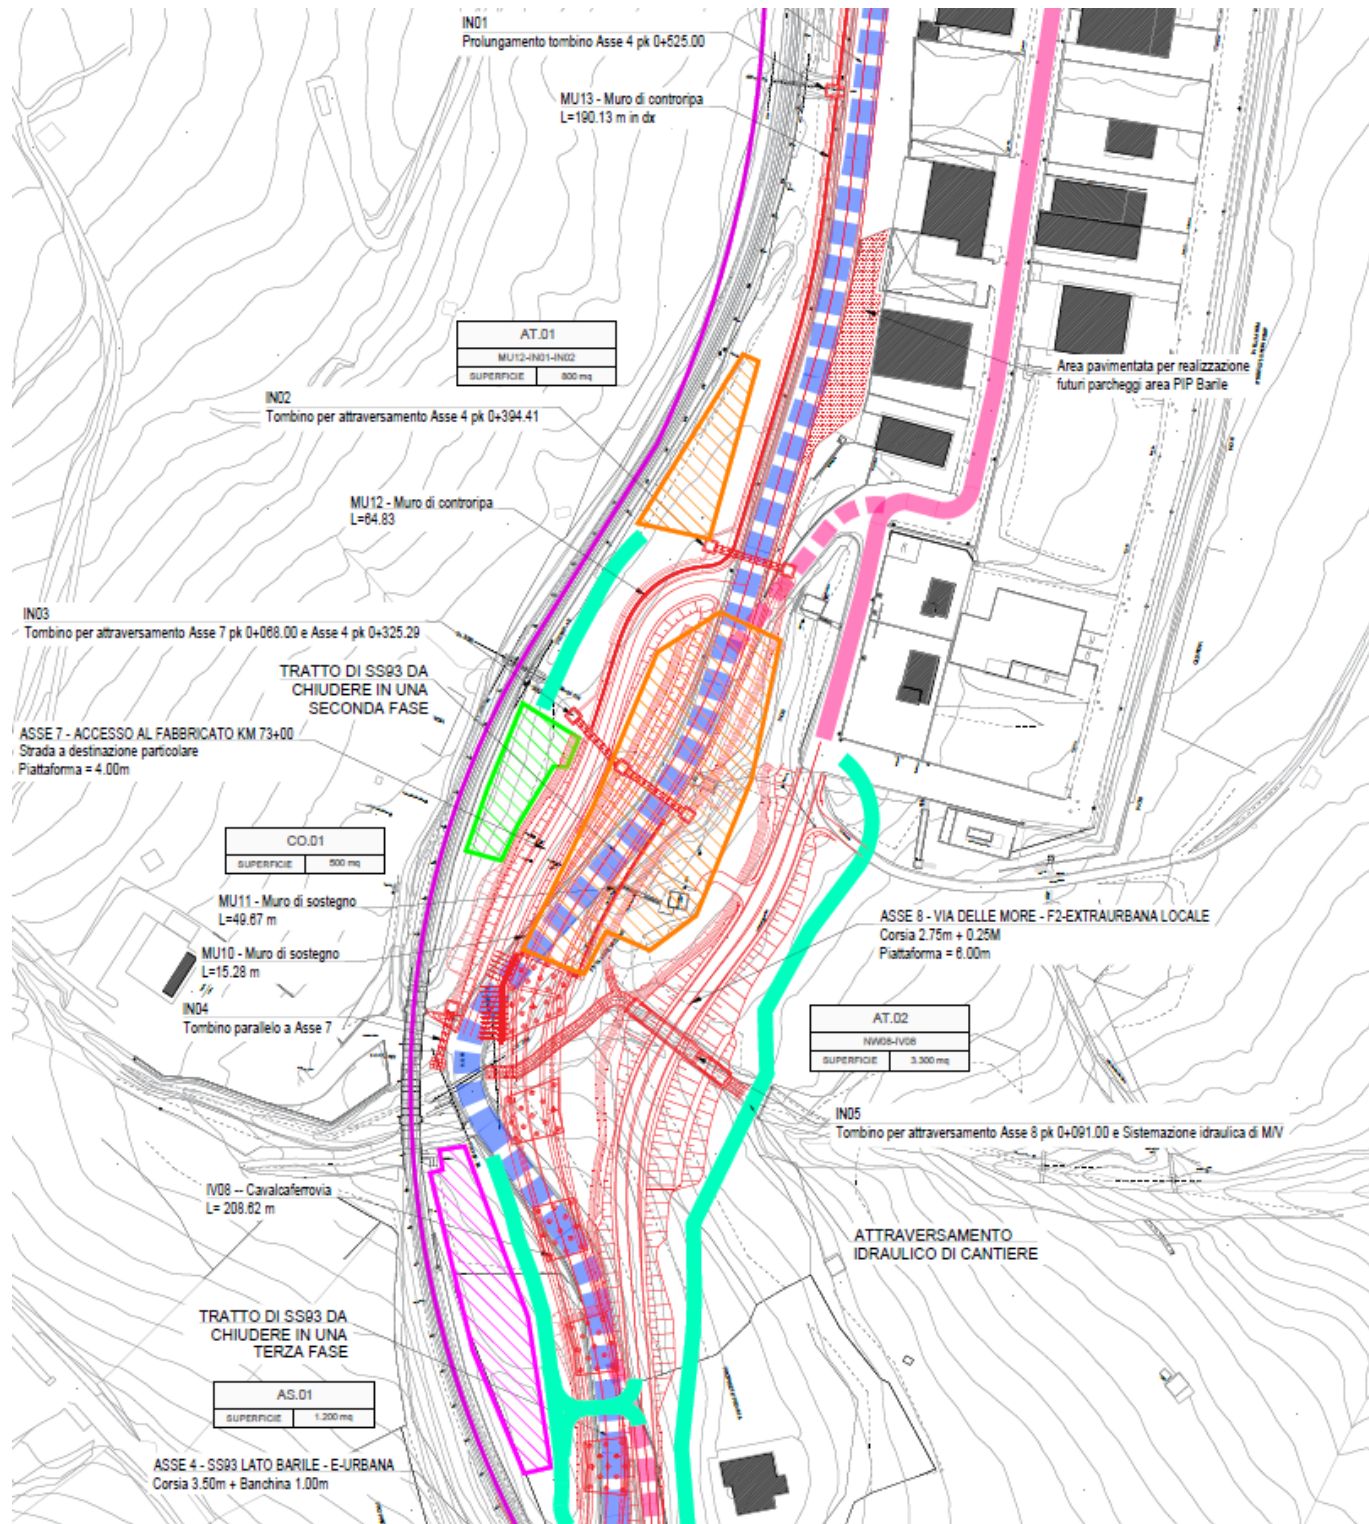 IN01
Prolungamento tombino Asse 4 pk 0+525.00
MU13 - Muro di controripa
L=190.13 m in dx
AT.01
MU12-IN01-IN02
SUPERFICIE 800 mq
Area pavimentata per realizzazione
futuri parcheggi area PIP Barile
IN02
Tombino per attraversamento Asse 4 pk 0+394.41
MU12 - Muro di controripa
L=64.83
IN03
Tombino per attraversamento Asse 7 pk 0+068.00 e Asse 4 pk 0+325.29
TRATTO DI SS93 DA
CHIUDERE IN UNA
SECONDA FASE
ASSE 7 - ACCESSO AL FABBRICATO KM 73+00
Strada a destinazione particolare
Piattaforma = 4.00m
CO.01
SUPERFICIE 500 mq
MU11 - Muro di sostegno
L=49.67 m
MU10 - Muro di sostegno
L=15.28 m
IN04
Tombino parallelo a Asse 7
ASSE 8 - VIA DELLE MORE - F2-EXTRAURBANA LOCALE
Corsia 2.75m + 0.25M
Piattaforma = 6.00m
AT.02
NW08-IV08
SUPERFICIE 3.300 mq
IN05
Tombino per attraversamento Asse 8 pk 0+091.00 e Sistemazione idraulica di M/V
IV08 -- Cavalcaferrovia
L= 208.62 m
ATTRAVERSAMENTO
IDRAULICO DI CANTIERE
TRATTO DI SS93 DA
CHIUDERE IN UNA
TERZA FASE
AS.01
SUPERFICIE 1.200 mq
ASSE 4 - SS93 LATO BARILE - E-URBANA
Corsia 3.50m + Banchina 1.00m